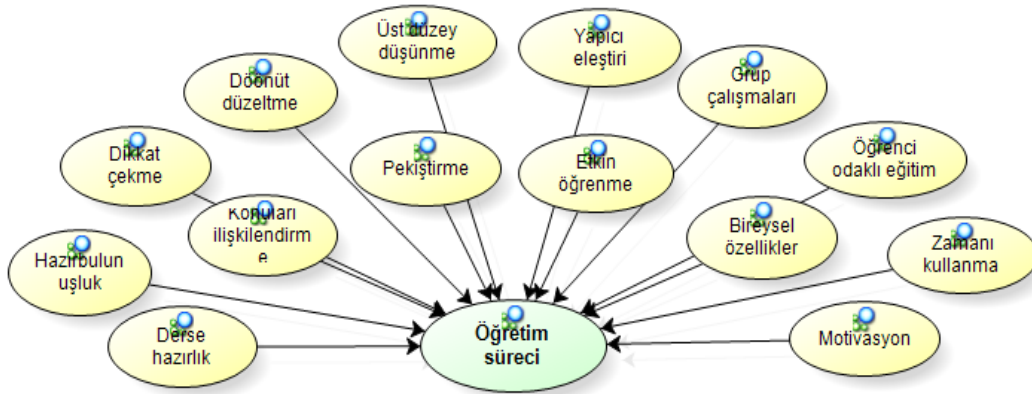 Üst düzey
düşünme
Yapıcı
eleştiri
Döönüt
düzeltme
Grup
çalışmaları
Dikkat
çekme
Pekiştirme
Etkin
öğrenme
Öğrenci
odaklı eğitim
Konuları
ilişkilendirm
e
Bireysel
özellikler
Hazırbulun
uşluk
Zamanı
kullanma
Derse
hazırlık
Öğretim
süreci
Motivasyon